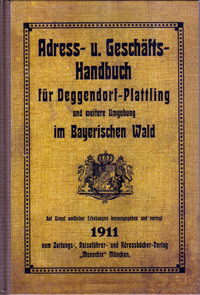 Adress- u. Geschäfts-
Handbuch
für Deggendorf-Plattling
und weitere Umgebung
im Bayerischen Wald
Auf Grund amtlicher Erhebungen herausgegeben und verlegt
1911
vom Zeitungs-, Reiseführer- und Adressbücher-Verlag
„Monachia" München.